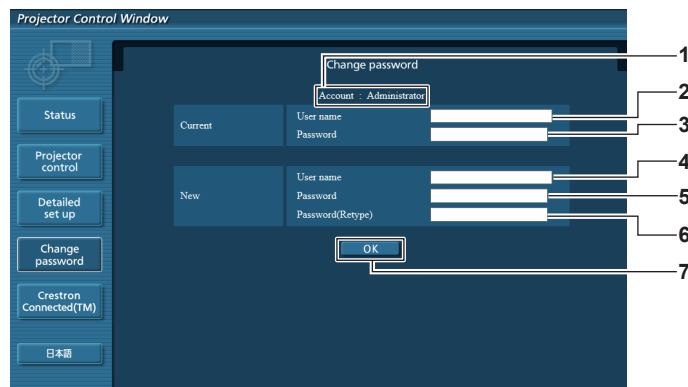 Projector Control Window
Change password
1
Account : Administrator
2
Status
Current
User name
Password
3
Projector
control
4
New
User name
Password
5
Password(Retype)
6
Detailed
set up
Change
password
OK
7
Crestron
Connected(TM)
日本語